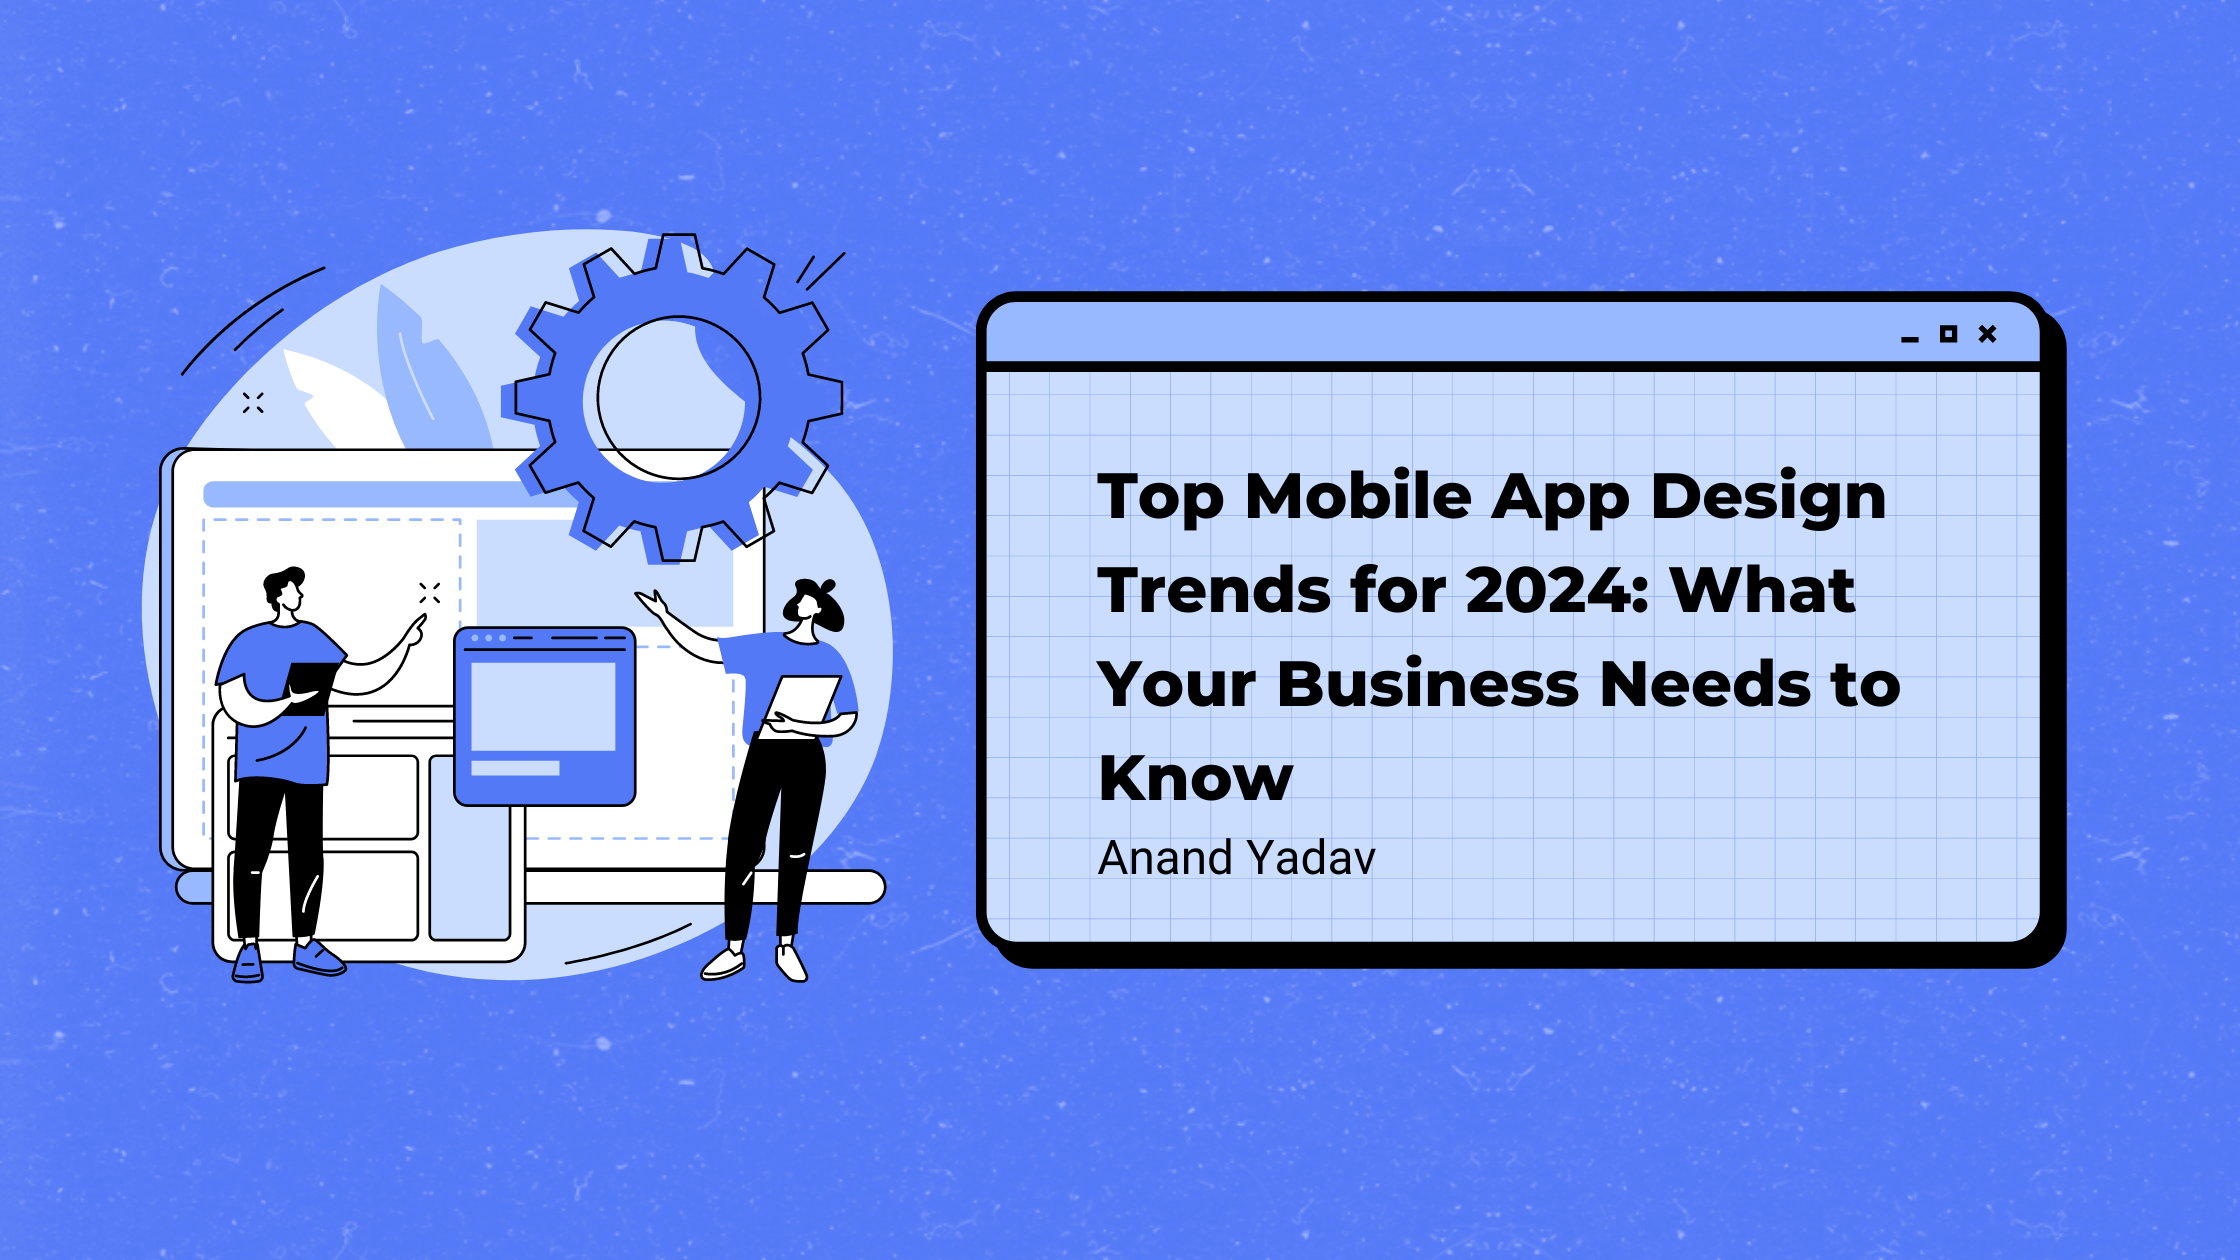 Top Mobile App Design
Trends for 2024: What
Your Business Needs to
Know
Anand Yadav